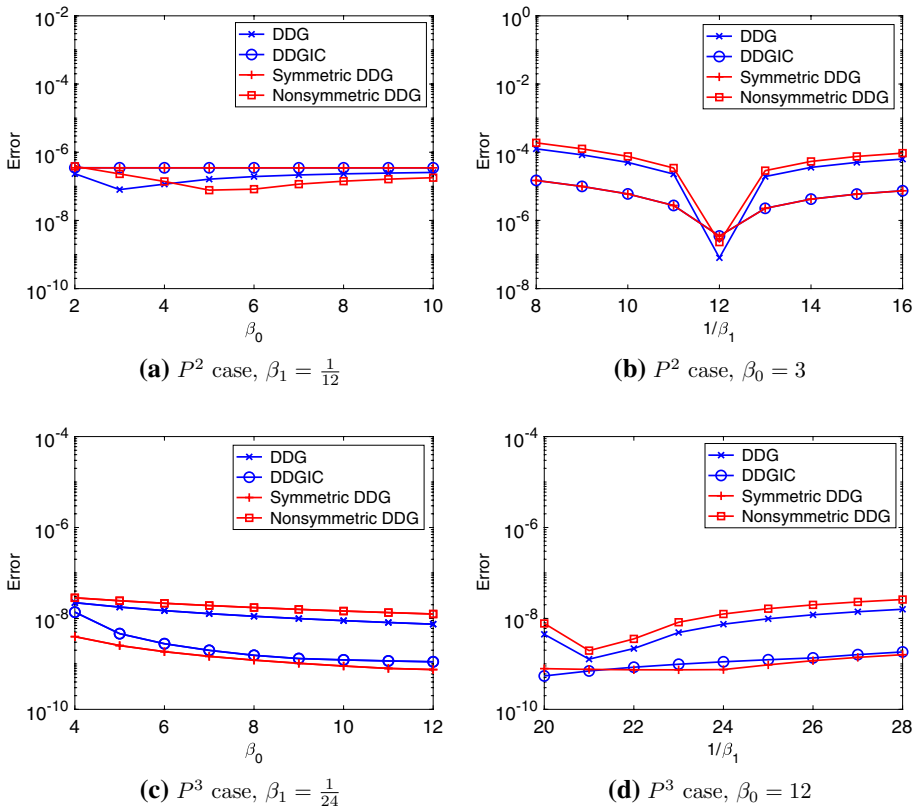 10^-2
10^-4
10^-6
10^-8
10^-10
Error
2 4 6 8 10
β_0
DDG
DDGIC
Symmetric DDG
Nonsymmetric DDG
(a) P^2 case, β_1 = 1/12
10^0
10^-2
10^-4
10^-6
10^-8
Error
8 10 12 14 16
1/β_1
DDG
DDGIC
Symmetric DDG
Nonsymmetric DDG
(b) P^2 case, β_0 = 3
10^-4
10^-6
10^-8
10^-10
Error
4 6 8 10 12
β_0
DDG
DDGIC
Symmetric DDG
Nonsymmetric DDG
(c) P^3 case, β_1 = 1/24
10^-4
10^-6
10^-8
10^-10
Error
20 22 24 26 28
1/β_1
DDG
DDGIC
Symmetric DDG
Nonsymmetric DDG
(d) P^3 case, β_0 = 12